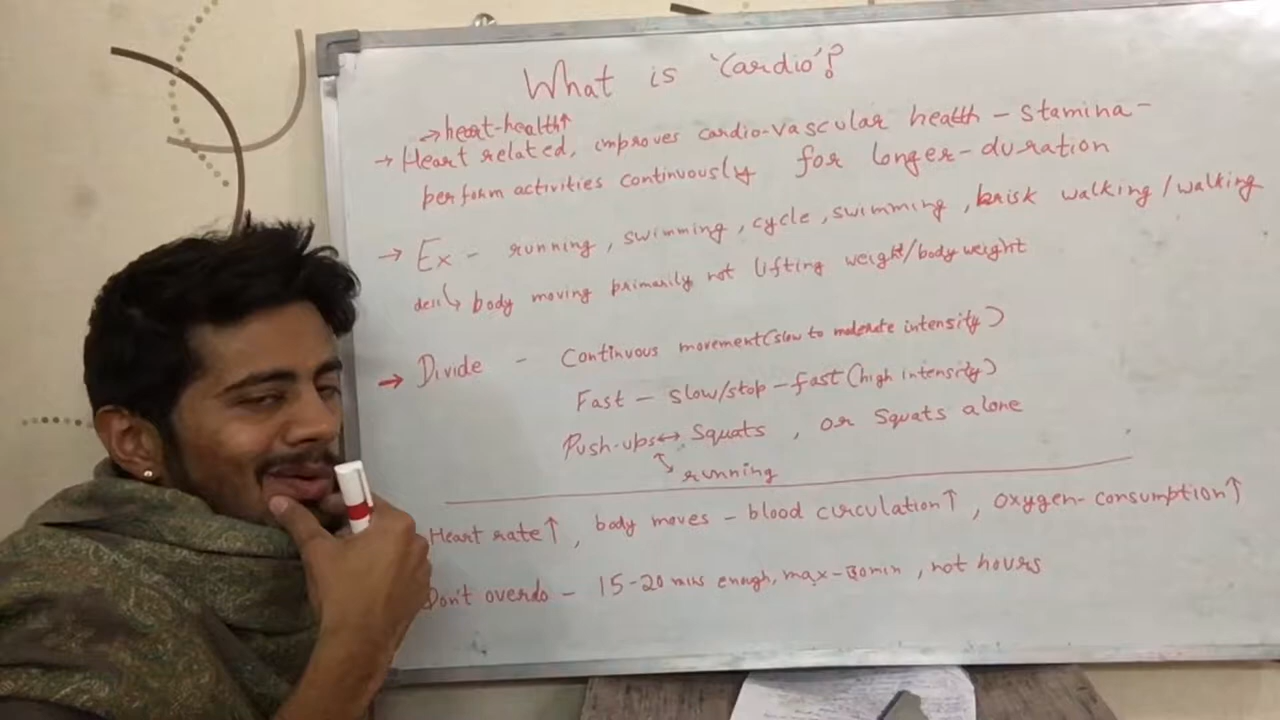 What is 'Cardio'?
→ heart-health↑
→ Heart related, improves cardio-vascular health - stamina -
perform activities continuously for longer-duration
→ Ex - running, swimming, cycle, swimming, brisk walking/walking
↳ body moving primarily not lifting weight/body weight
→ Divide - Continuous movement (slow to moderate intensity)
Fast - slow/stop - fast (high intensity)
Push-ups ↔ Squats, or Squats alone
running
Heart rate↑, body moves - blood circulation↑, oxygen-consumption↑
Don't overdo - 15-20 mins enough, max-30min, not hours